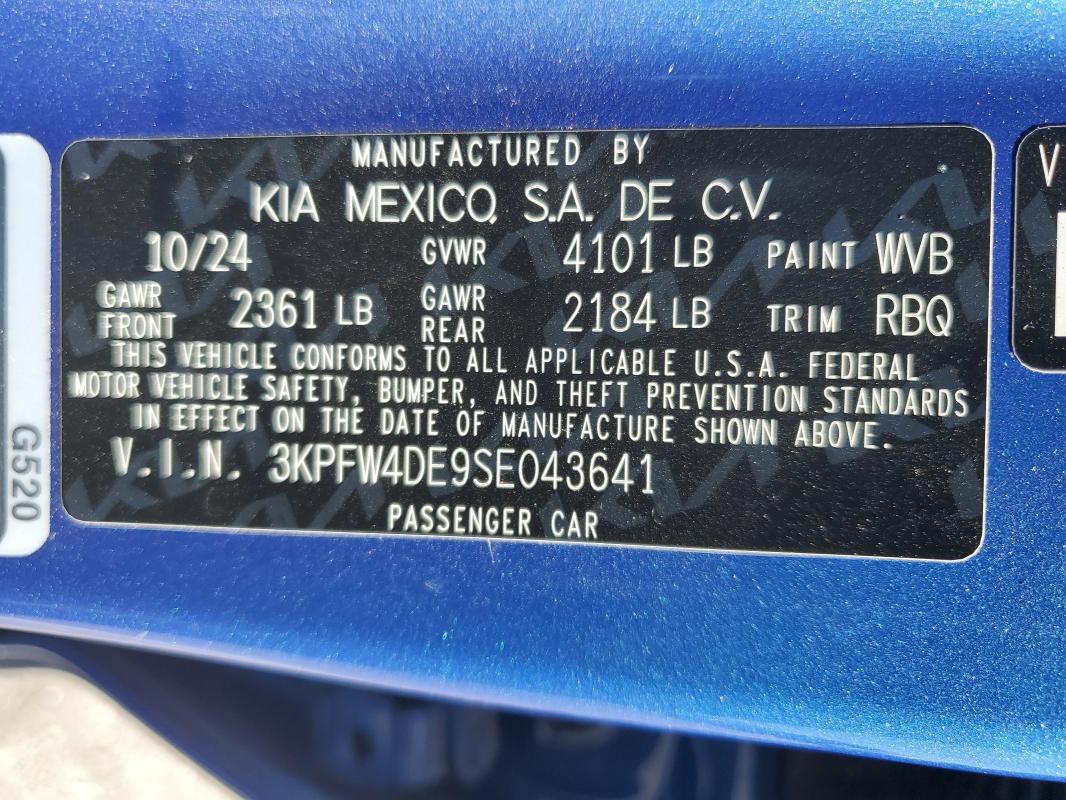 MANUFACTURED BY
KIA MEXICO, S.A. DE C.V.
10/24 GVWR 4101 LB PAINT WVB
GAWR FRONT 2361 LB GAWR REAR 2184 LB TRIM RBQ
THIS VEHICLE CONFORMS TO ALL APPLICABLE U.S.A. FEDERAL
MOTOR VEHICLE SAFETY, BUMPER, AND THEFT PREVENTION STANDARDS
IN EFFECT ON THE DATE OF MANUFACTURE SHOWN ABOVE.
V.I.N. 3KPFW4DE9SE043641
PASSENGER CAR
G520
V